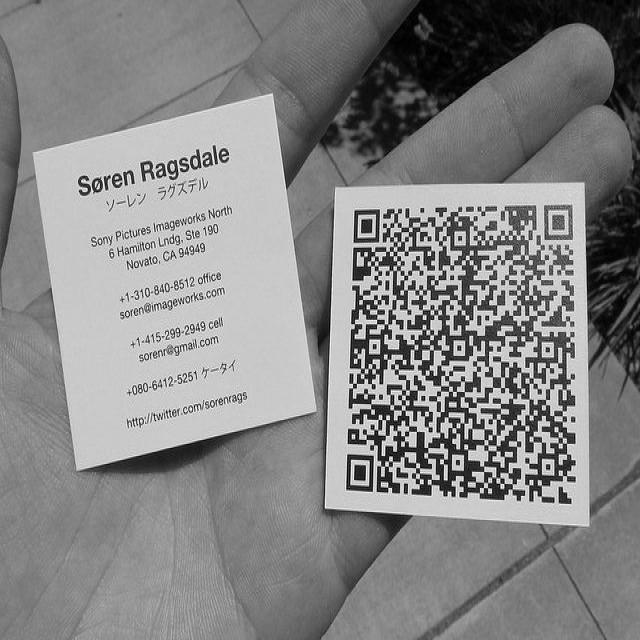 Søren Ragsdale
ソーレン ラグズデル
Sony Pictures Imageworks North
6 Hamilton Lndg, Ste 190
Novato, CA 94949
+1-310-840-8512 office
soren@imageworks.com
+1-415-299-2949 cell
sorenr@gmail.com
+080-6412-5251 ケータイ
http://twitter.com/sorenrags